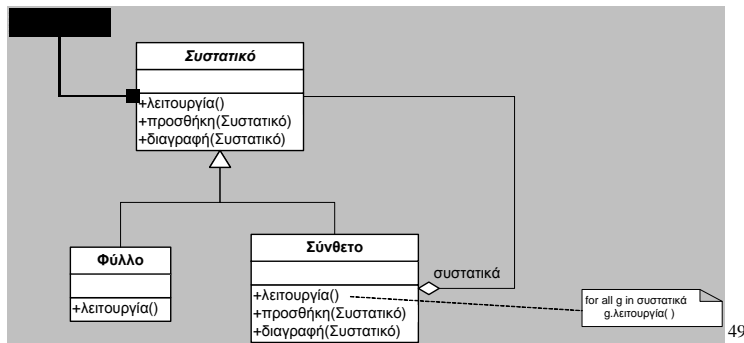 Συστατικό
+λειτουργία()
+προσθήκη(Συστατικό)
+διαγραφή(Συστατικό)
Φύλλο
+λειτουργία()
Σύνθετο
+λειτουργία()
+προσθήκη(Συστατικό)
+διαγραφή(Συστατικό)
συστατικά
for all g in συστατικά
g.λειτουργία( )
49